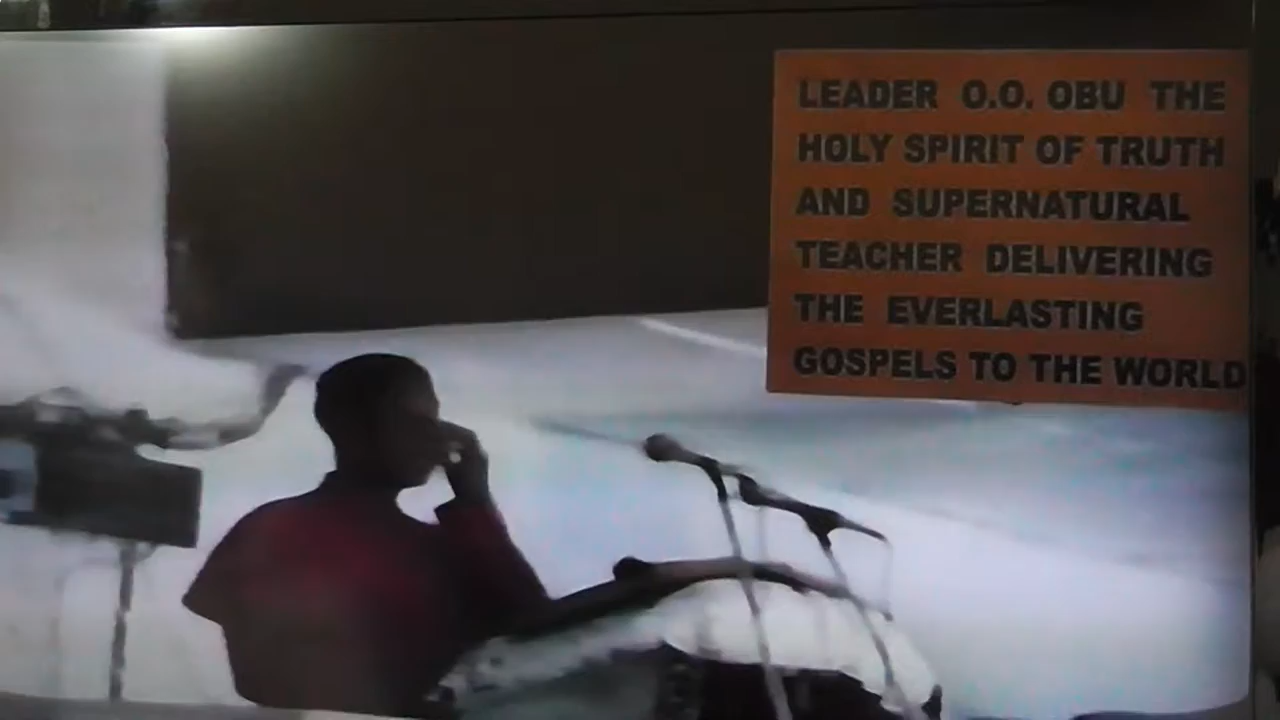 LEADER O.O. OBU THE
HOLY SPIRIT OF TRUTH
AND SUPERNATURAL
TEACHER DELIVERING
THE EVERLASTING
GOSPELS TO THE WORLD